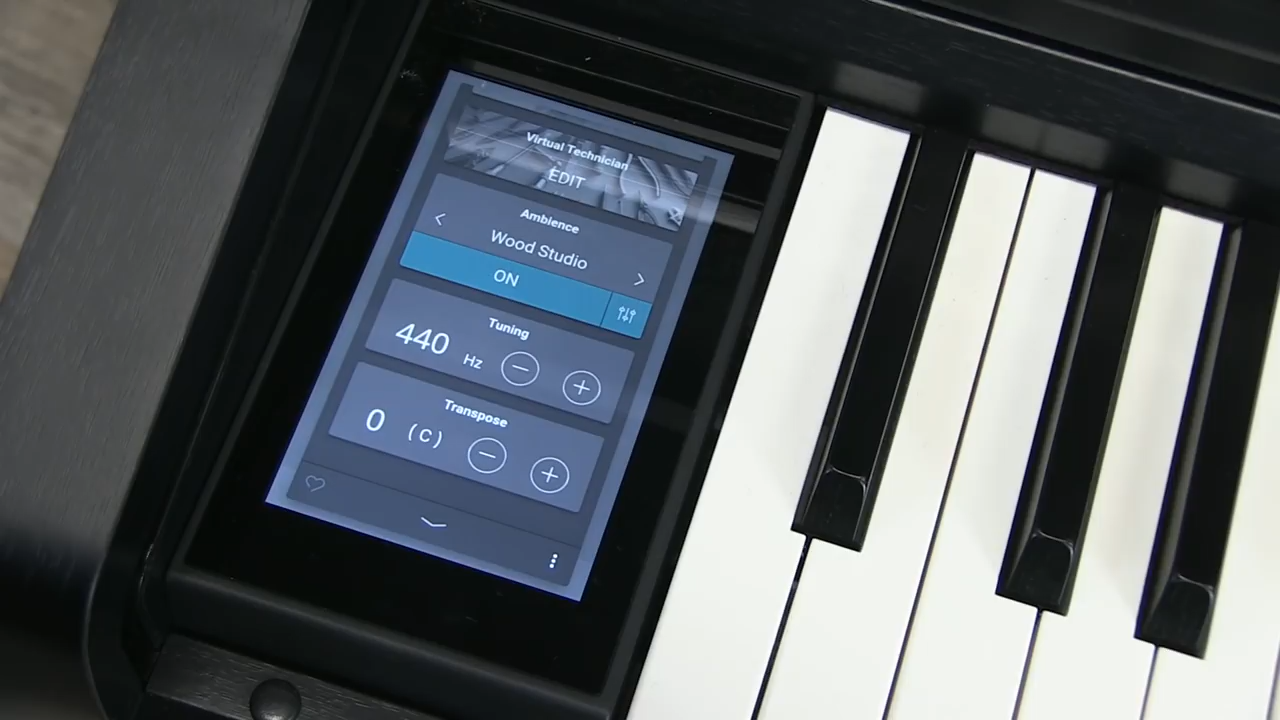 Virtual Technician
EDIT
Ambience
Wood Studio
ON
Tuning
440 Hz
Transpose
0 (C)